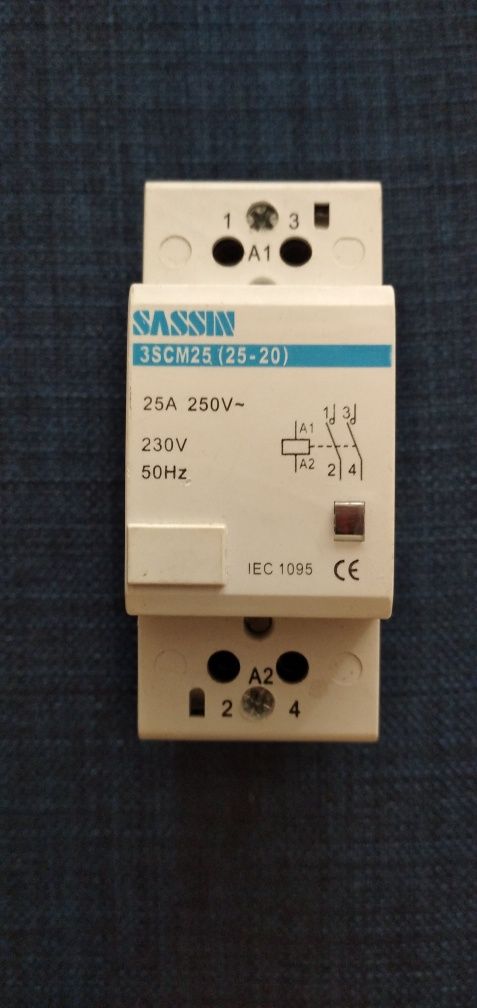 1 3
A1
SASSIN
3SCM25 (25-20)
25A 250V~
230V
50Hz
1 3
A1
A2
2 4
IEC 1095 CE
A2
2 4